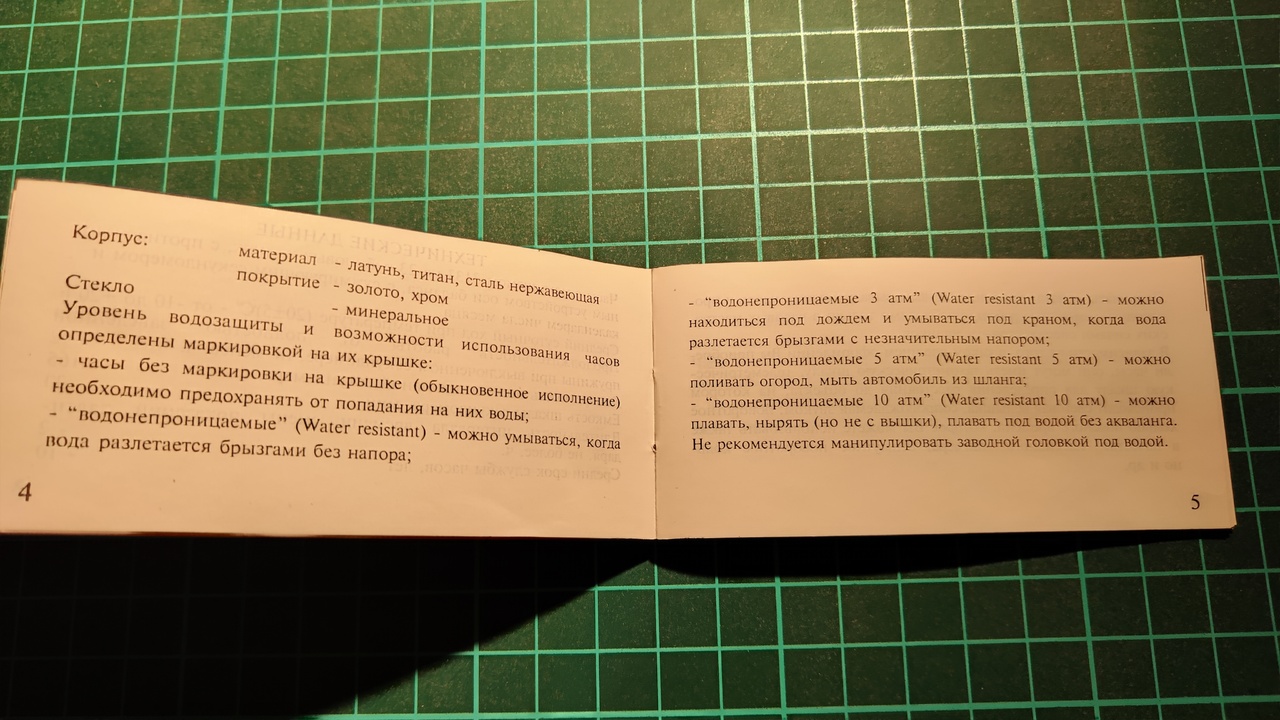 Корпус:
материал - латунь, титан, сталь нержавеющая
покрытие - золото, хром
Стекло - минеральное
Уровень водозащиты и возможности использования часов
определены маркировкой на их крышке:
- часы без маркировки на крышке (обыкновенное исполнение)
необходимо предохранять от попадания на них воды;
- “водонепроницаемые” (Water resistant) - можно умываться, когда
вода разлетается брызгами без напора;
4
- “водонепроницаемые 3 атм” (Water resistant 3 атм) - можно
находиться под дождем и умываться под краном, когда вода
разлетается брызгами с незначительным напором;
- “водонепроницаемые 5 атм” (Water resistant 5 атм) - можно
поливать огород, мыть автомобиль из шланга;
- “водонепроницаемые 10 атм” (Water resistant 10 атм) - можно
плавать, нырять (но не с вышки), плавать под водой без акваланга.
Не рекомендуется манипулировать заводной головкой под водой.
5